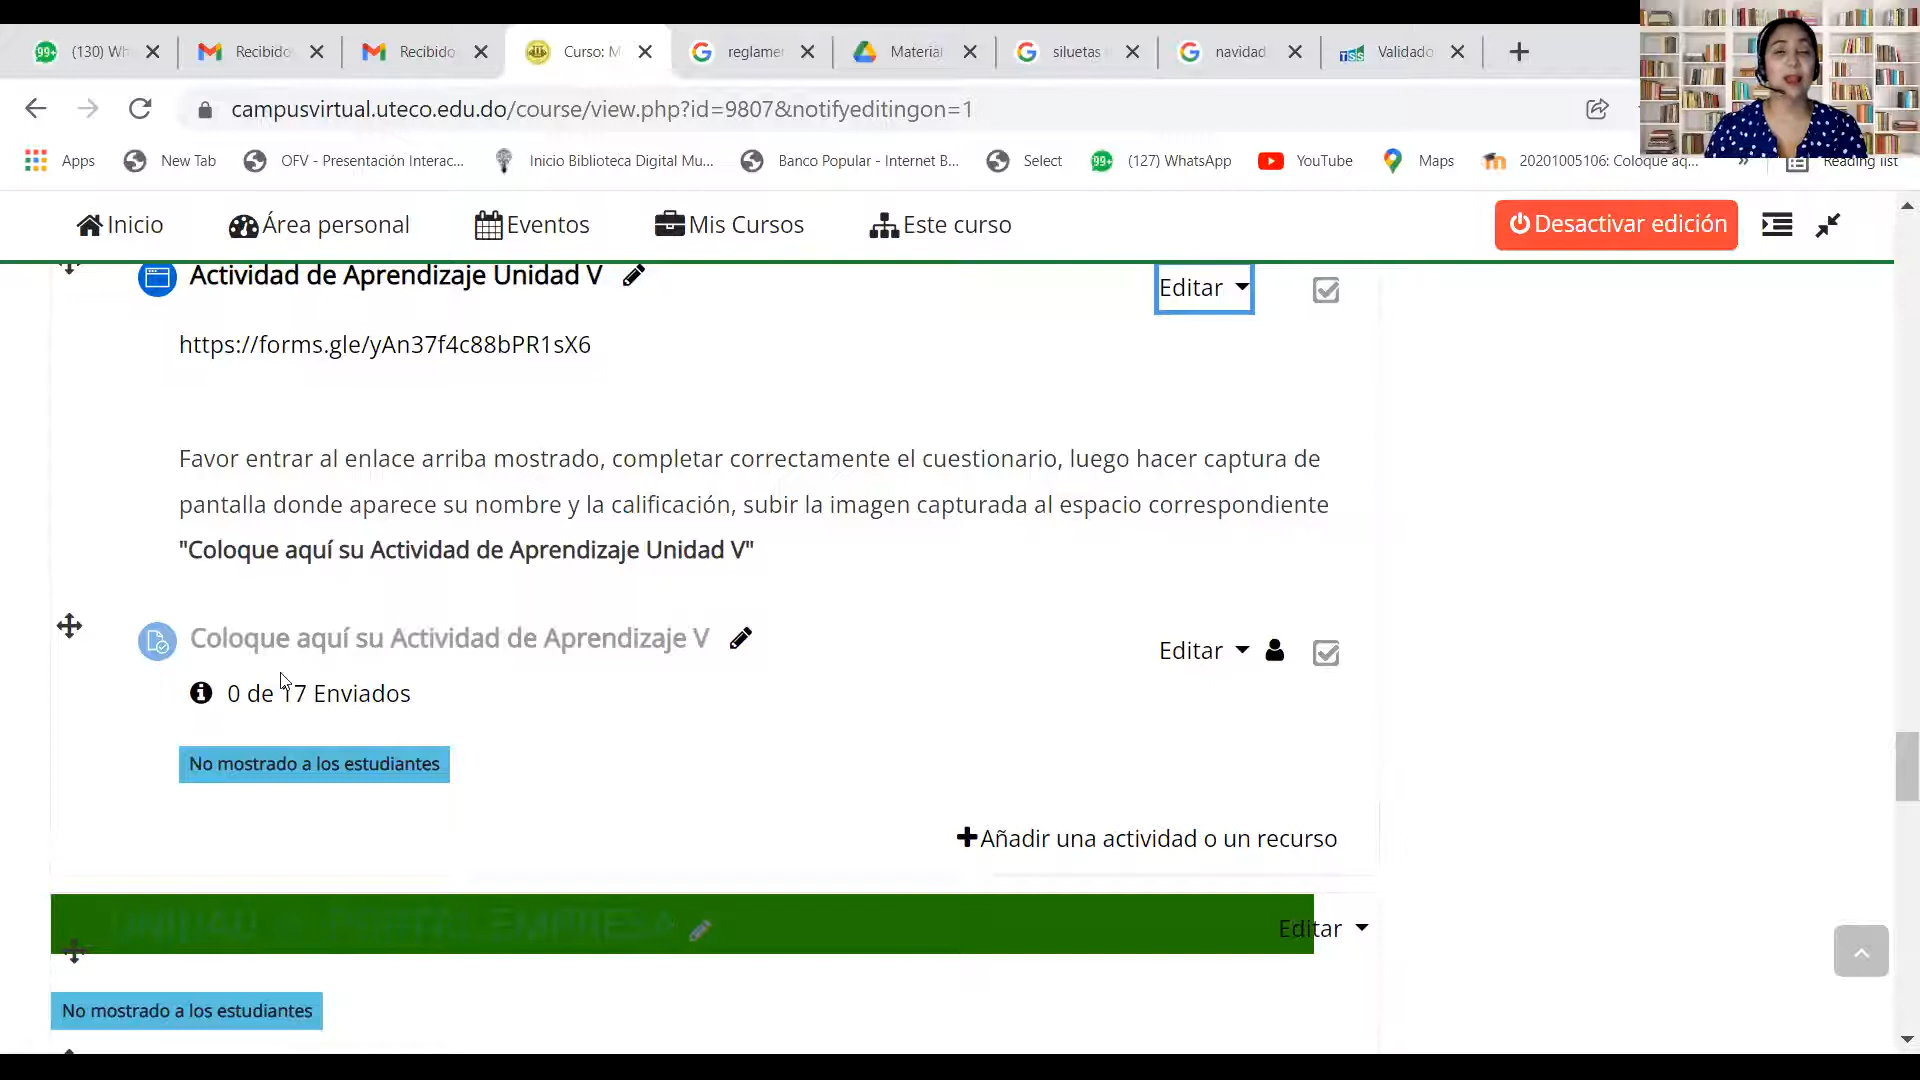 99+ (130) Wh
Recibido
Recibido
Curso: M
reglamer
Material
siluetas
navidad
TSS Validado
campusvirtual.uteco.edu.do/course/view.php?id=9807&notifyeditingon=1
Apps
New Tab
OFV - Presentación Interac...
Inicio Biblioteca Digital Mu...
Banco Popular - Internet B...
Select
99+ (127) WhatsApp
YouTube
Maps
20201005106: Coloque aq...
»
Reading list
Inicio
Área personal
Eventos
Mis Cursos
Este curso
Desactivar edición
Actividad de Aprendizaje Unidad V
Editar
https://forms.gle/yAn37f4c88bPR1sX6
Favor entrar al enlace arriba mostrado, completar correctamente el cuestionario, luego hacer captura de
pantalla donde aparece su nombre y la calificación, subir la imagen capturada al espacio correspondiente
"Coloque aquí su Actividad de Aprendizaje Unidad V"
Coloque aquí su Actividad de Aprendizaje V
Editar
0 de 17 Enviados
No mostrado a los estudiantes
+Añadir una actividad o un recurso
Editar
No mostrado a los estudiantes